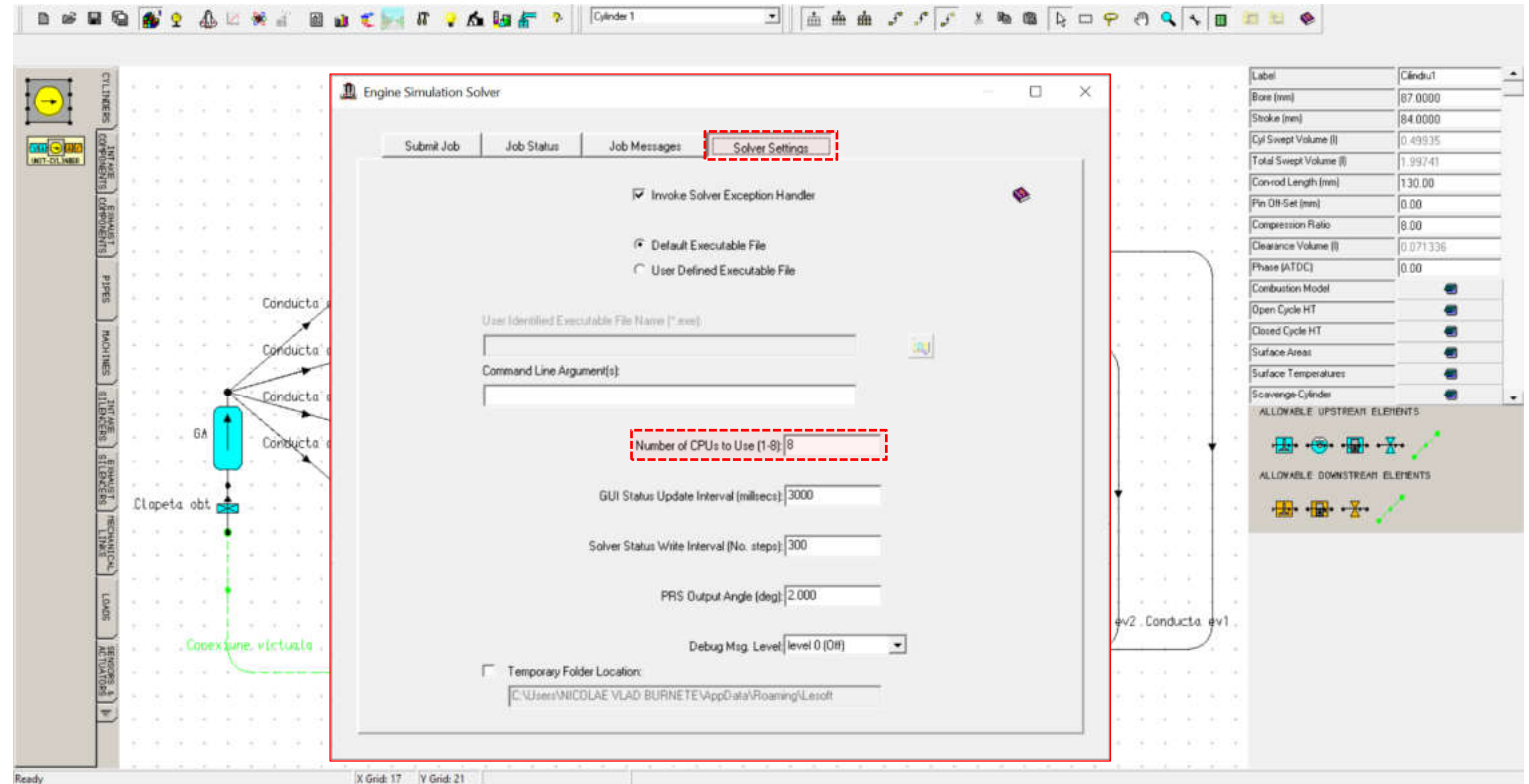 Cylinder 1
CYLINDERS
INTAKE COMPONENTS
EXHAUST COMPONENTS
PIPES
MACHINES
INTAKE SILENCERS
EXHAUST SILENCERS
MECHANICAL LINKS
LOADS
SENSORS & ACTUATORS
UNIT-CYLINDER
Conducta
Conducta
Conducta
Conducta
GA
Clapeta obt
Conexiune virtuala
Engine Simulation Solver
Submit Job
Job Status
Job Messages
Solver Settings
Invoke Solver Exception Handler
Default Executable File
User Defined Executable File
User Identified Executable File Name (*.exe):
Command Line Argument(s):
Number of CPUs to Use (1-8): 8
GUI Status Update Interval (millsecs): 3000
Solver Status Write Interval (No. steps): 300
PRS Output Angle (deg): 2.000
Debug Msg. Level: level 0 (Off)
Temporary Folder Location:
C:\Users\NICOLAE VLAD BURNETE\AppData\Roaming\Lesoft
ev2 Conducta ev1
Label Cilindru1
Bore (mm) 87.0000
Stroke (mm) 84.0000
Cyl Swept Volume (l) 0.49935
Total Swept Volume (l) 1.99741
Con-rod Length (mm) 130.00
Pin Off-Set (mm) 0.00
Compression Ratio 8.00
Clearance Volume (l) 0.071336
Phase (ATDC) 0.00
Combustion Model
Open Cycle HT
Closed Cycle HT
Surface Areas
Surface Temperatures
Scavenge-Cylinder
ALLOWABLE UPSTREAM ELEMENTS
ALLOWABLE DOWNSTREAM ELEMENTS
Ready
X Grid: 17 Y Grid: 21